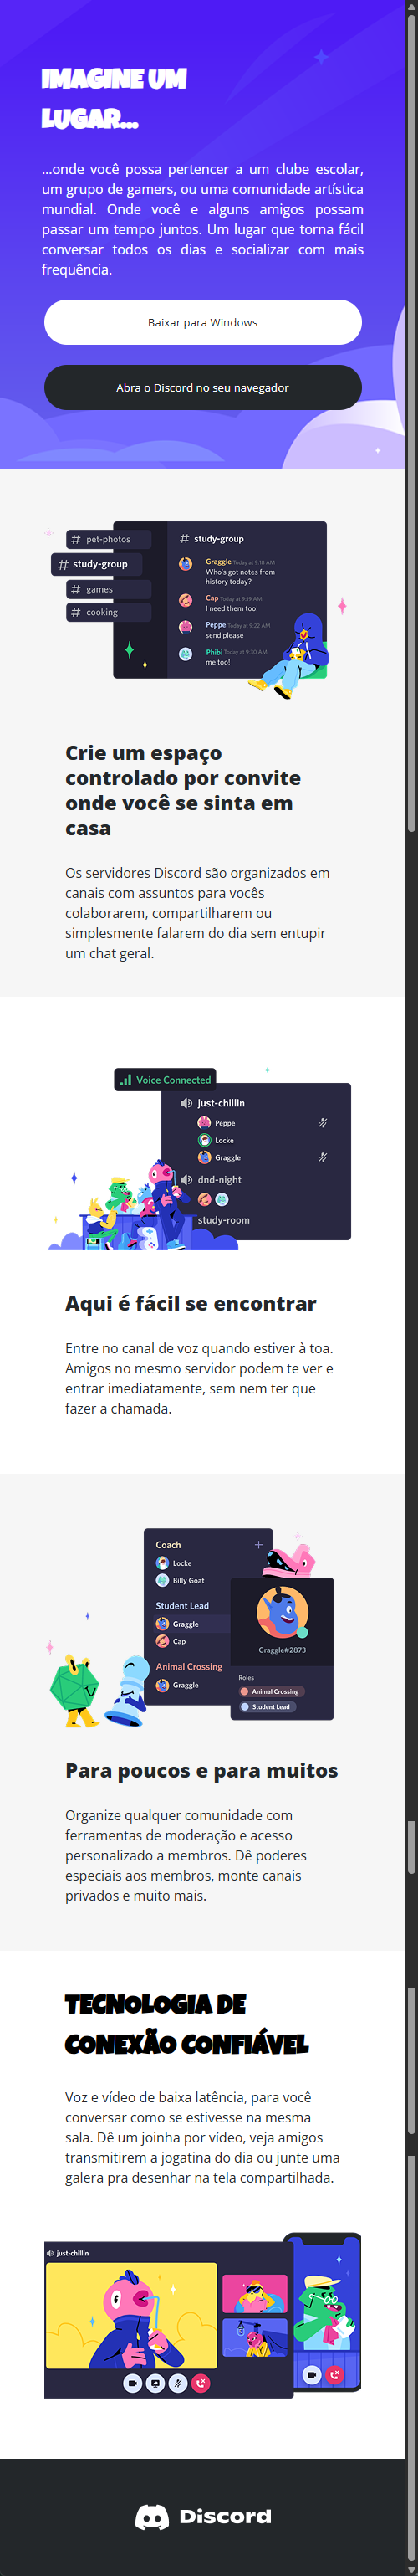 IMAGINE UM
LUGAR...
...onde você possa pertencer a um clube escolar,
um grupo de gamers, ou uma comunidade artística
mundial. Onde você e alguns amigos possam
passar um tempo juntos. Um lugar que torna fácil
conversar todos os dias e socializar com mais
frequência.
Baixar para Windows
Abra o Discord no seu navegador
# pet-photos
# study-group
# games
# cooking
# study-group
Graggle Today at 9:18 AM
Who's got notes from
history today?
Cap Today at 9:19 AM
I need them too!
Peppe Today at 9:22 AM
send please
Phibi Today at 9:30 AM
me too!
Crie um espaço
controlado por convite
onde você se sinta em
casa
Os servidores Discord são organizados em
canais com assuntos para vocês
colaborarem, compartilharem ou
simplesmente falarem do dia sem entupir
um chat geral.
Voice Connected
just-chillin
Peppe
Locke
Graggle
dnd-night
study-room
Aqui é fácil se encontrar
Entre no canal de voz quando estiver à toa.
Amigos no mesmo servidor podem te ver e
entrar imediatamente, sem nem ter que
fazer a chamada.
Coach
Locke
Billy Goat
Student Lead
Graggle
Cap
Animal Crossing
Graggle
Graggle#2873
Roles
Animal Crossing
Student Lead
Para poucos e para muitos
Organize qualquer comunidade com
ferramentas de moderação e acesso
personalizado a membros. Dê poderes
especiais aos membros, monte canais
privados e muito mais.
TECNOLOGIA DE
CONEXÃO CONFIÁVEL
Voz e vídeo de baixa latência, para você
conversar como se estivesse na mesma
sala. Dê um joinha por vídeo, veja amigos
transmitirem a jogatina do dia ou junte uma
galera pra desenhar na tela compartilhada.
just-chillin
Discord